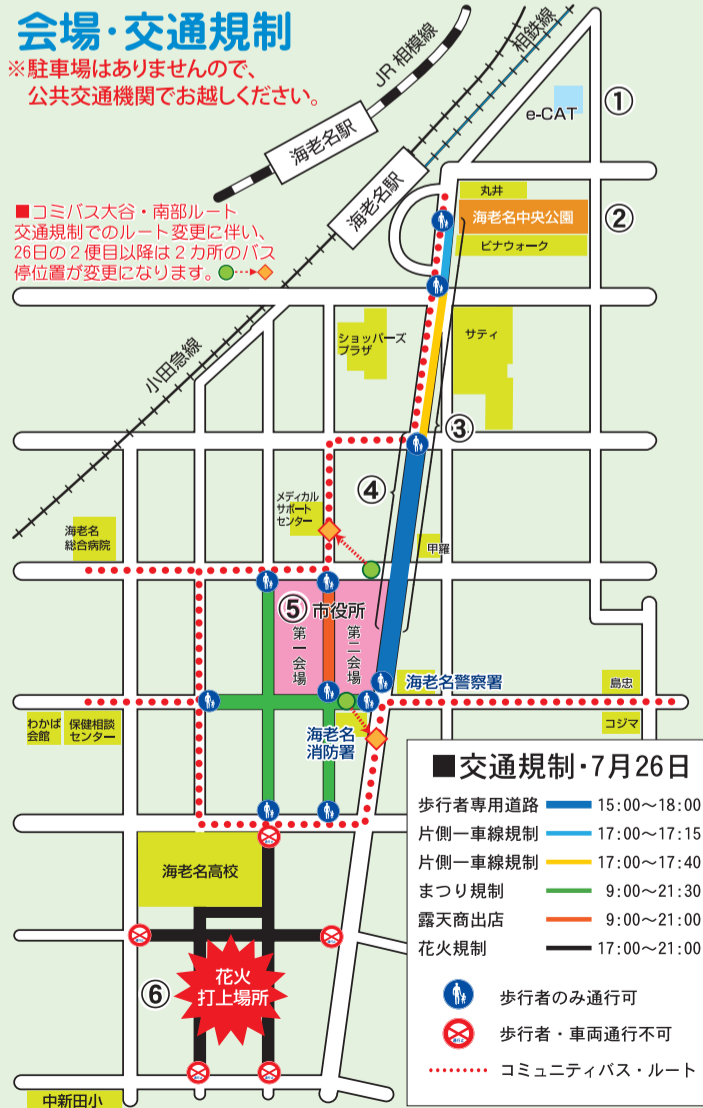 会場・交通規制
※駐車場はありませんので、
公共交通機関でお越しください。
JR相模線
相鉄線
海老名駅
海老名駅
e-CAT
①
丸井
海老名中央公園
②
ビナウォーク
■コミバス大谷・南部ルート
交通規制でのルート変更に伴い、
26日の2便目以降は2カ所のバス
停位置が変更になります。
小田急線
ショッパーズ
プラザ
サティ
③
④
メディカル
サポート
センター
海老名
総合病院
甲羅
⑤市役所
第一会場
第二会場
海老名警察署
島忠
わかば
会館
保健相談
センター
海老名
消防署
コジマ
海老名高校
⑥
花火
打上場所
中新田小
■交通規制・7月26日
歩行者専用道路 15:00〜18:00
片側一車線規制 17:00〜17:15
片側一車線規制 17:00〜17:40
まつり規制 9:00〜21:30
露天商出店 9:00〜21:00
花火規制 17:00〜21:00
歩行者のみ通行可
歩行者・車両通行不可
コミュニティバス・ルート